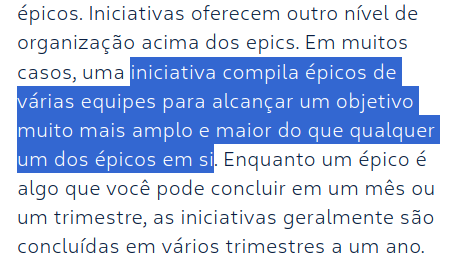 épicos. Iniciativas oferecem outro nível de
organização acima dos epics. Em muitos
casos, uma iniciativa compila épicos de
várias equipes para alcançar um objetivo
muito mais amplo e maior do que qualquer
um dos épicos em si. Enquanto um épico é
algo que você pode concluir em um mês ou
um trimestre, as iniciativas geralmente são
concluídas em vários trimestres a um ano.